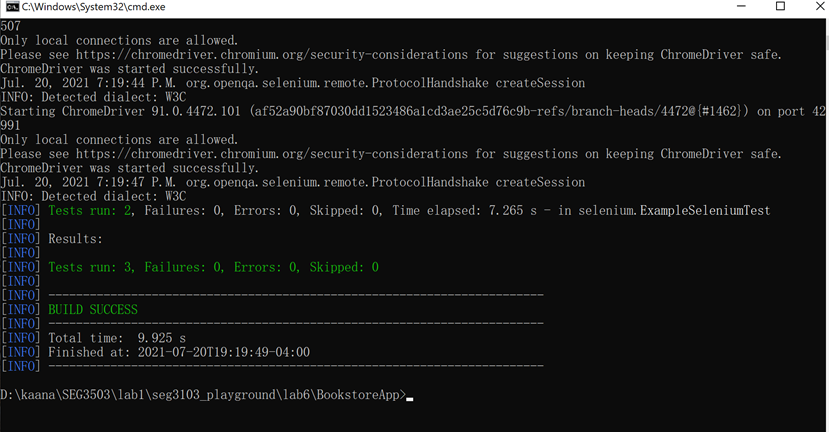 C:\Windows\System32\cmd.exe
507
Only local connections are allowed.
Please see https://chromedriver.chromium.org/security-considerations for suggestions on keeping ChromeDriver safe.
ChromeDriver was started successfully.
Jul. 20, 2021 7:19:44 P.M. org.openqa.selenium.remote.ProtocolHandshake createSession
INFO: Detected dialect: W3C
Starting ChromeDriver 91.0.4472.101 (af52a90bf87030dd1523486a1cd3ae25c5d76c9b-refs/branch-heads/4472@{#1462}) on port 42
991
Only local connections are allowed.
Please see https://chromedriver.chromium.org/security-considerations for suggestions on keeping ChromeDriver safe.
ChromeDriver was started successfully.
Jul. 20, 2021 7:19:47 P.M. org.openqa.selenium.remote.ProtocolHandshake createSession
INFO: Detected dialect: W3C
[INFO] Tests run: 2, Failures: 0, Errors: 0, Skipped: 0, Time elapsed: 7.265 s - in selenium.ExampleSeleniumTest
[INFO]
[INFO] Results:
[INFO]
[INFO] Tests run: 3, Failures: 0, Errors: 0, Skipped: 0
[INFO]
[INFO] ------------------------------------------------------------------------
[INFO] BUILD SUCCESS
[INFO] ------------------------------------------------------------------------
[INFO] Total time:  9.925 s
[INFO] Finished at: 2021-07-20T19:19:49-04:00
[INFO] ------------------------------------------------------------------------
D:\kaana\SEG3503\lab1\seg3103_playground\lab6\BookstoreApp>